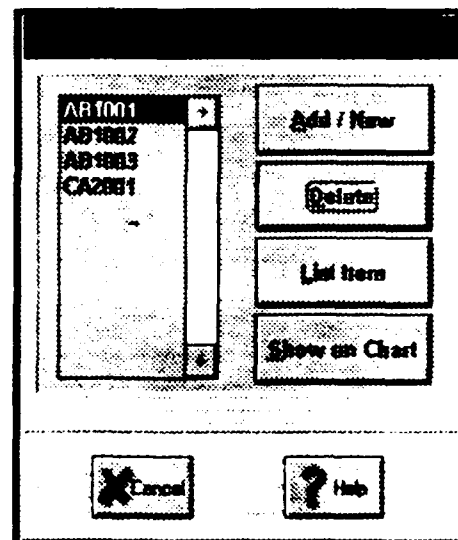 AB1001
AB1002
AB1003
CA2001
Add / New
Delete
List Item
Show on Chart
Cancel
Help